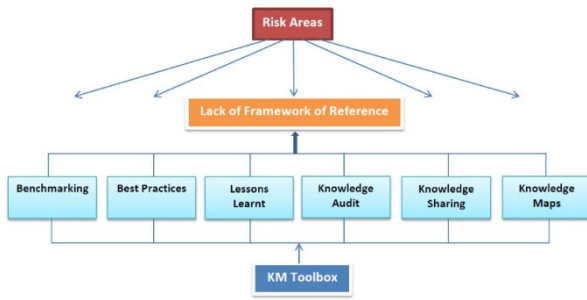 Risk Areas
Lack of Framework of Reference
Benchmarking
Best Practices
Lessons
Learnt
Knowledge
Audit
Knowledge
Sharing
Knowledge
Maps
KM Toolbox